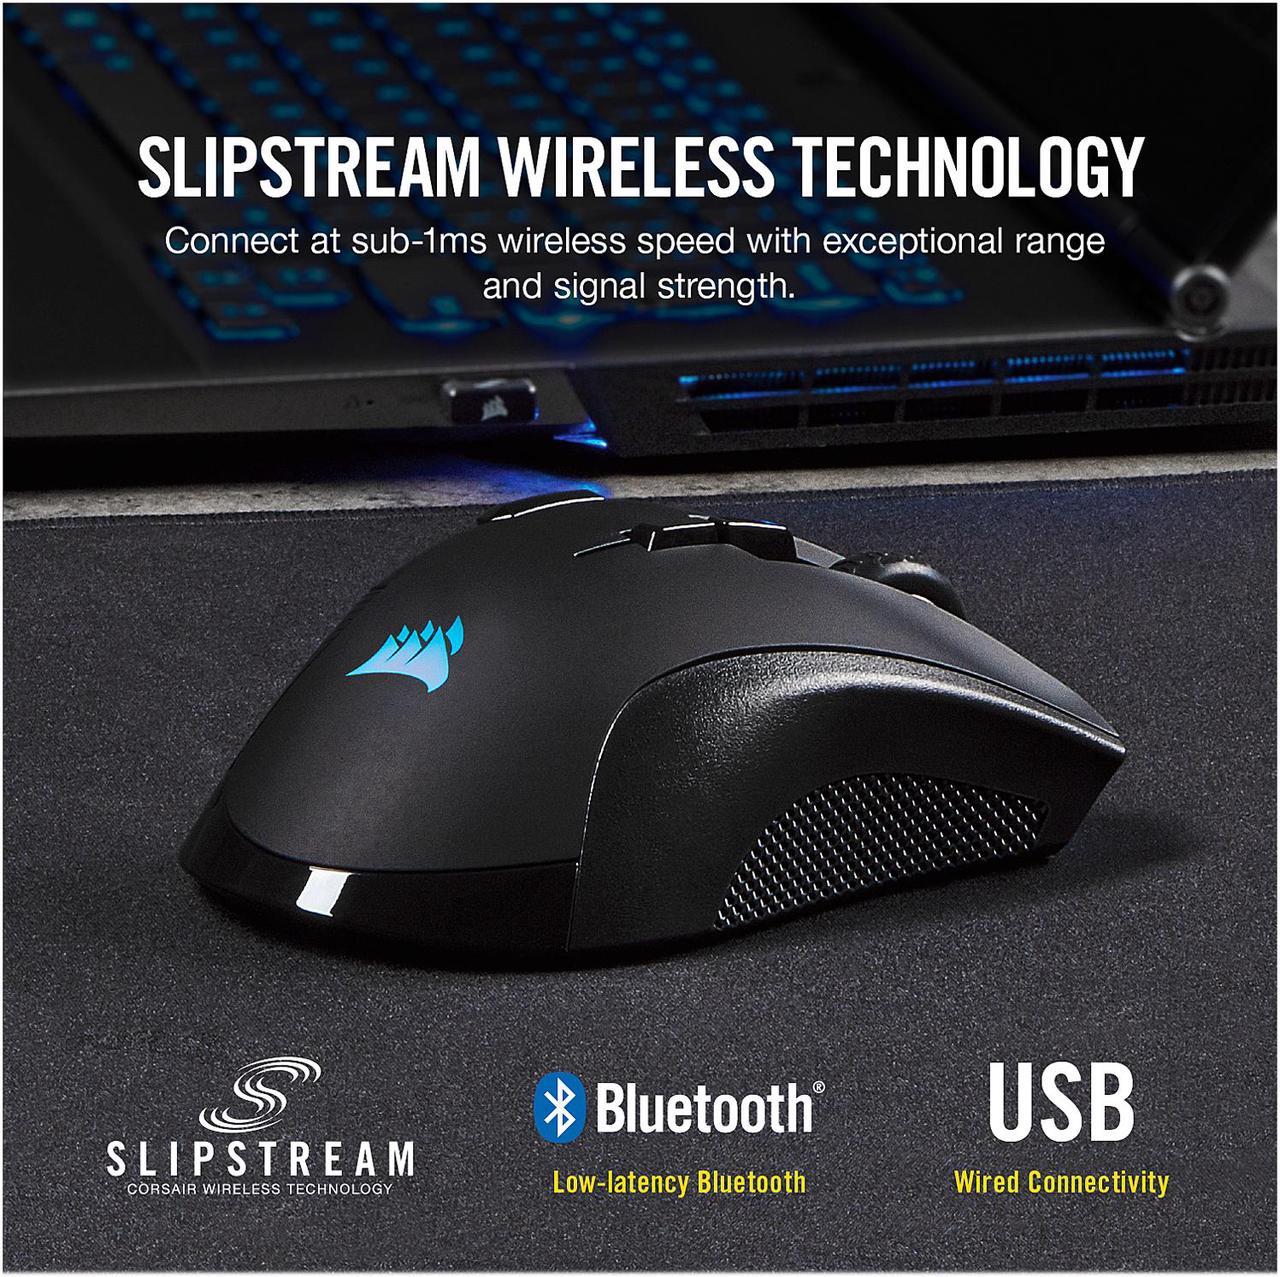 SLIPSTREAM WIRELESS TECHNOLOGY
Connect at sub-1ms wireless speed with exceptional range
and signal strength.
SLIPSTREAM
CORSAIR WIRELESS TECHNOLOGY
Bluetooth®
Low-latency Bluetooth
USB
Wired Connectivity